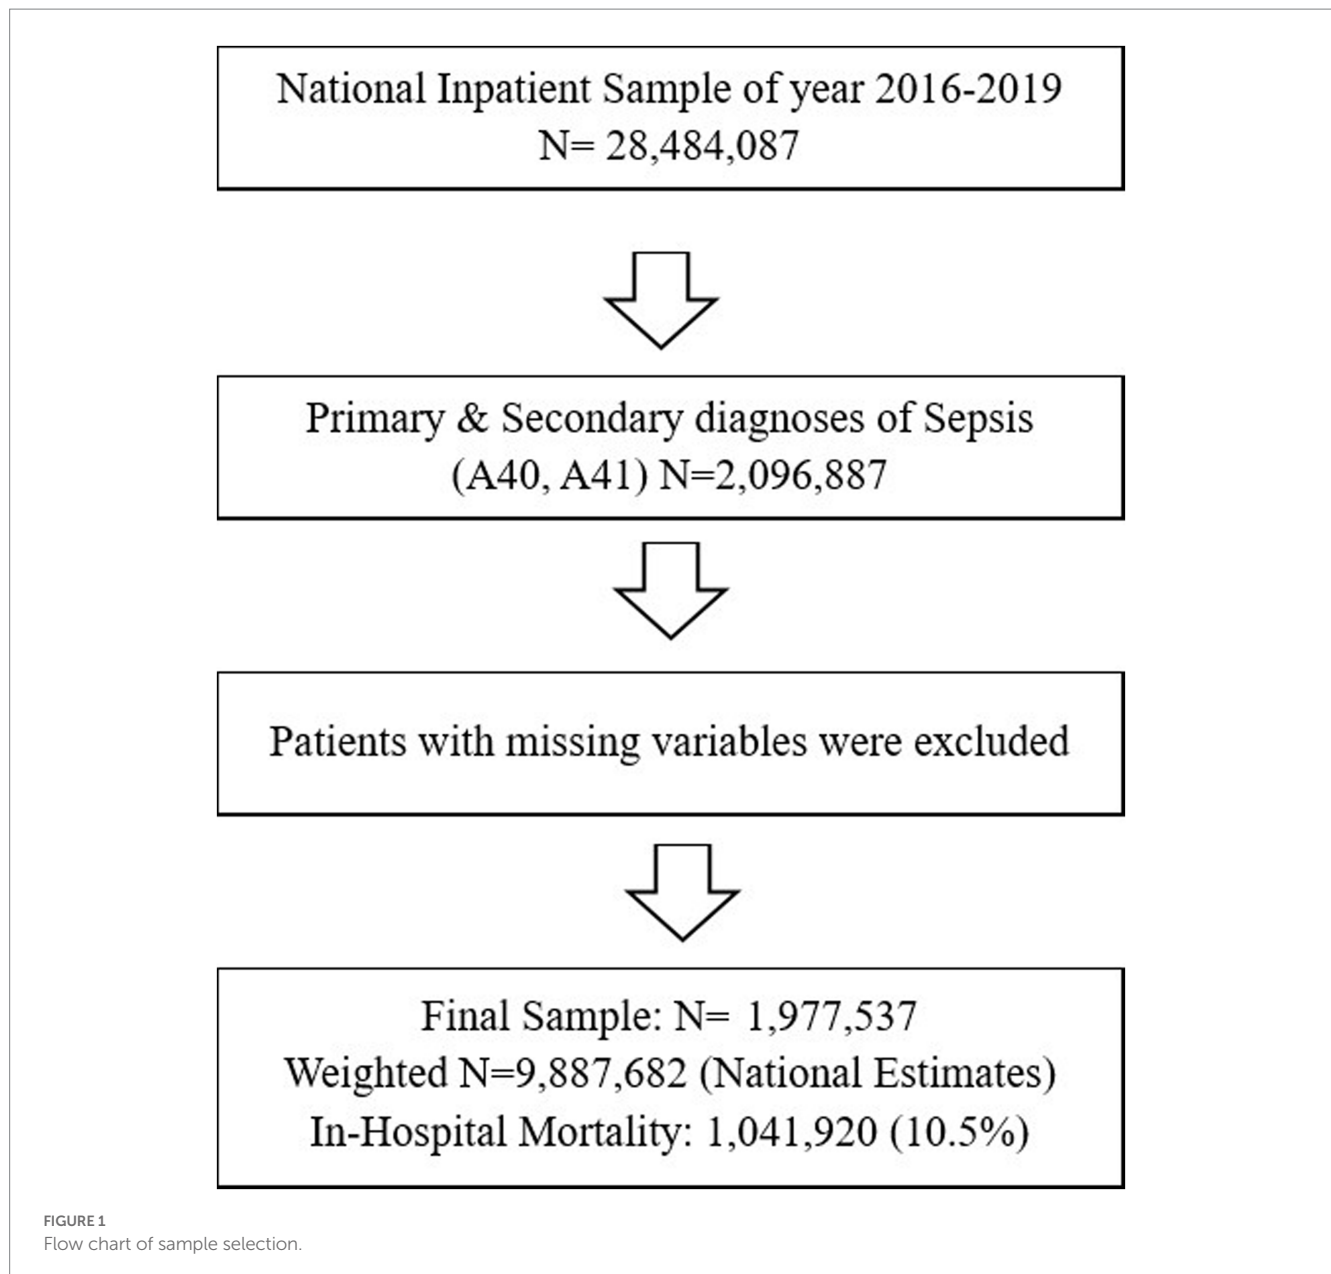 National Inpatient Sample of year 2016-2019
N= 28,484,087
Primary & Secondary diagnoses of Sepsis
(A40, A41) N=2,096,887
Patients with missing variables were excluded
Final Sample: N= 1,977,537
Weighted N=9,887,682 (National Estimates)
In-Hospital Mortality: 1,041,920 (10.5%)
FIGURE 1
Flow chart of sample selection.